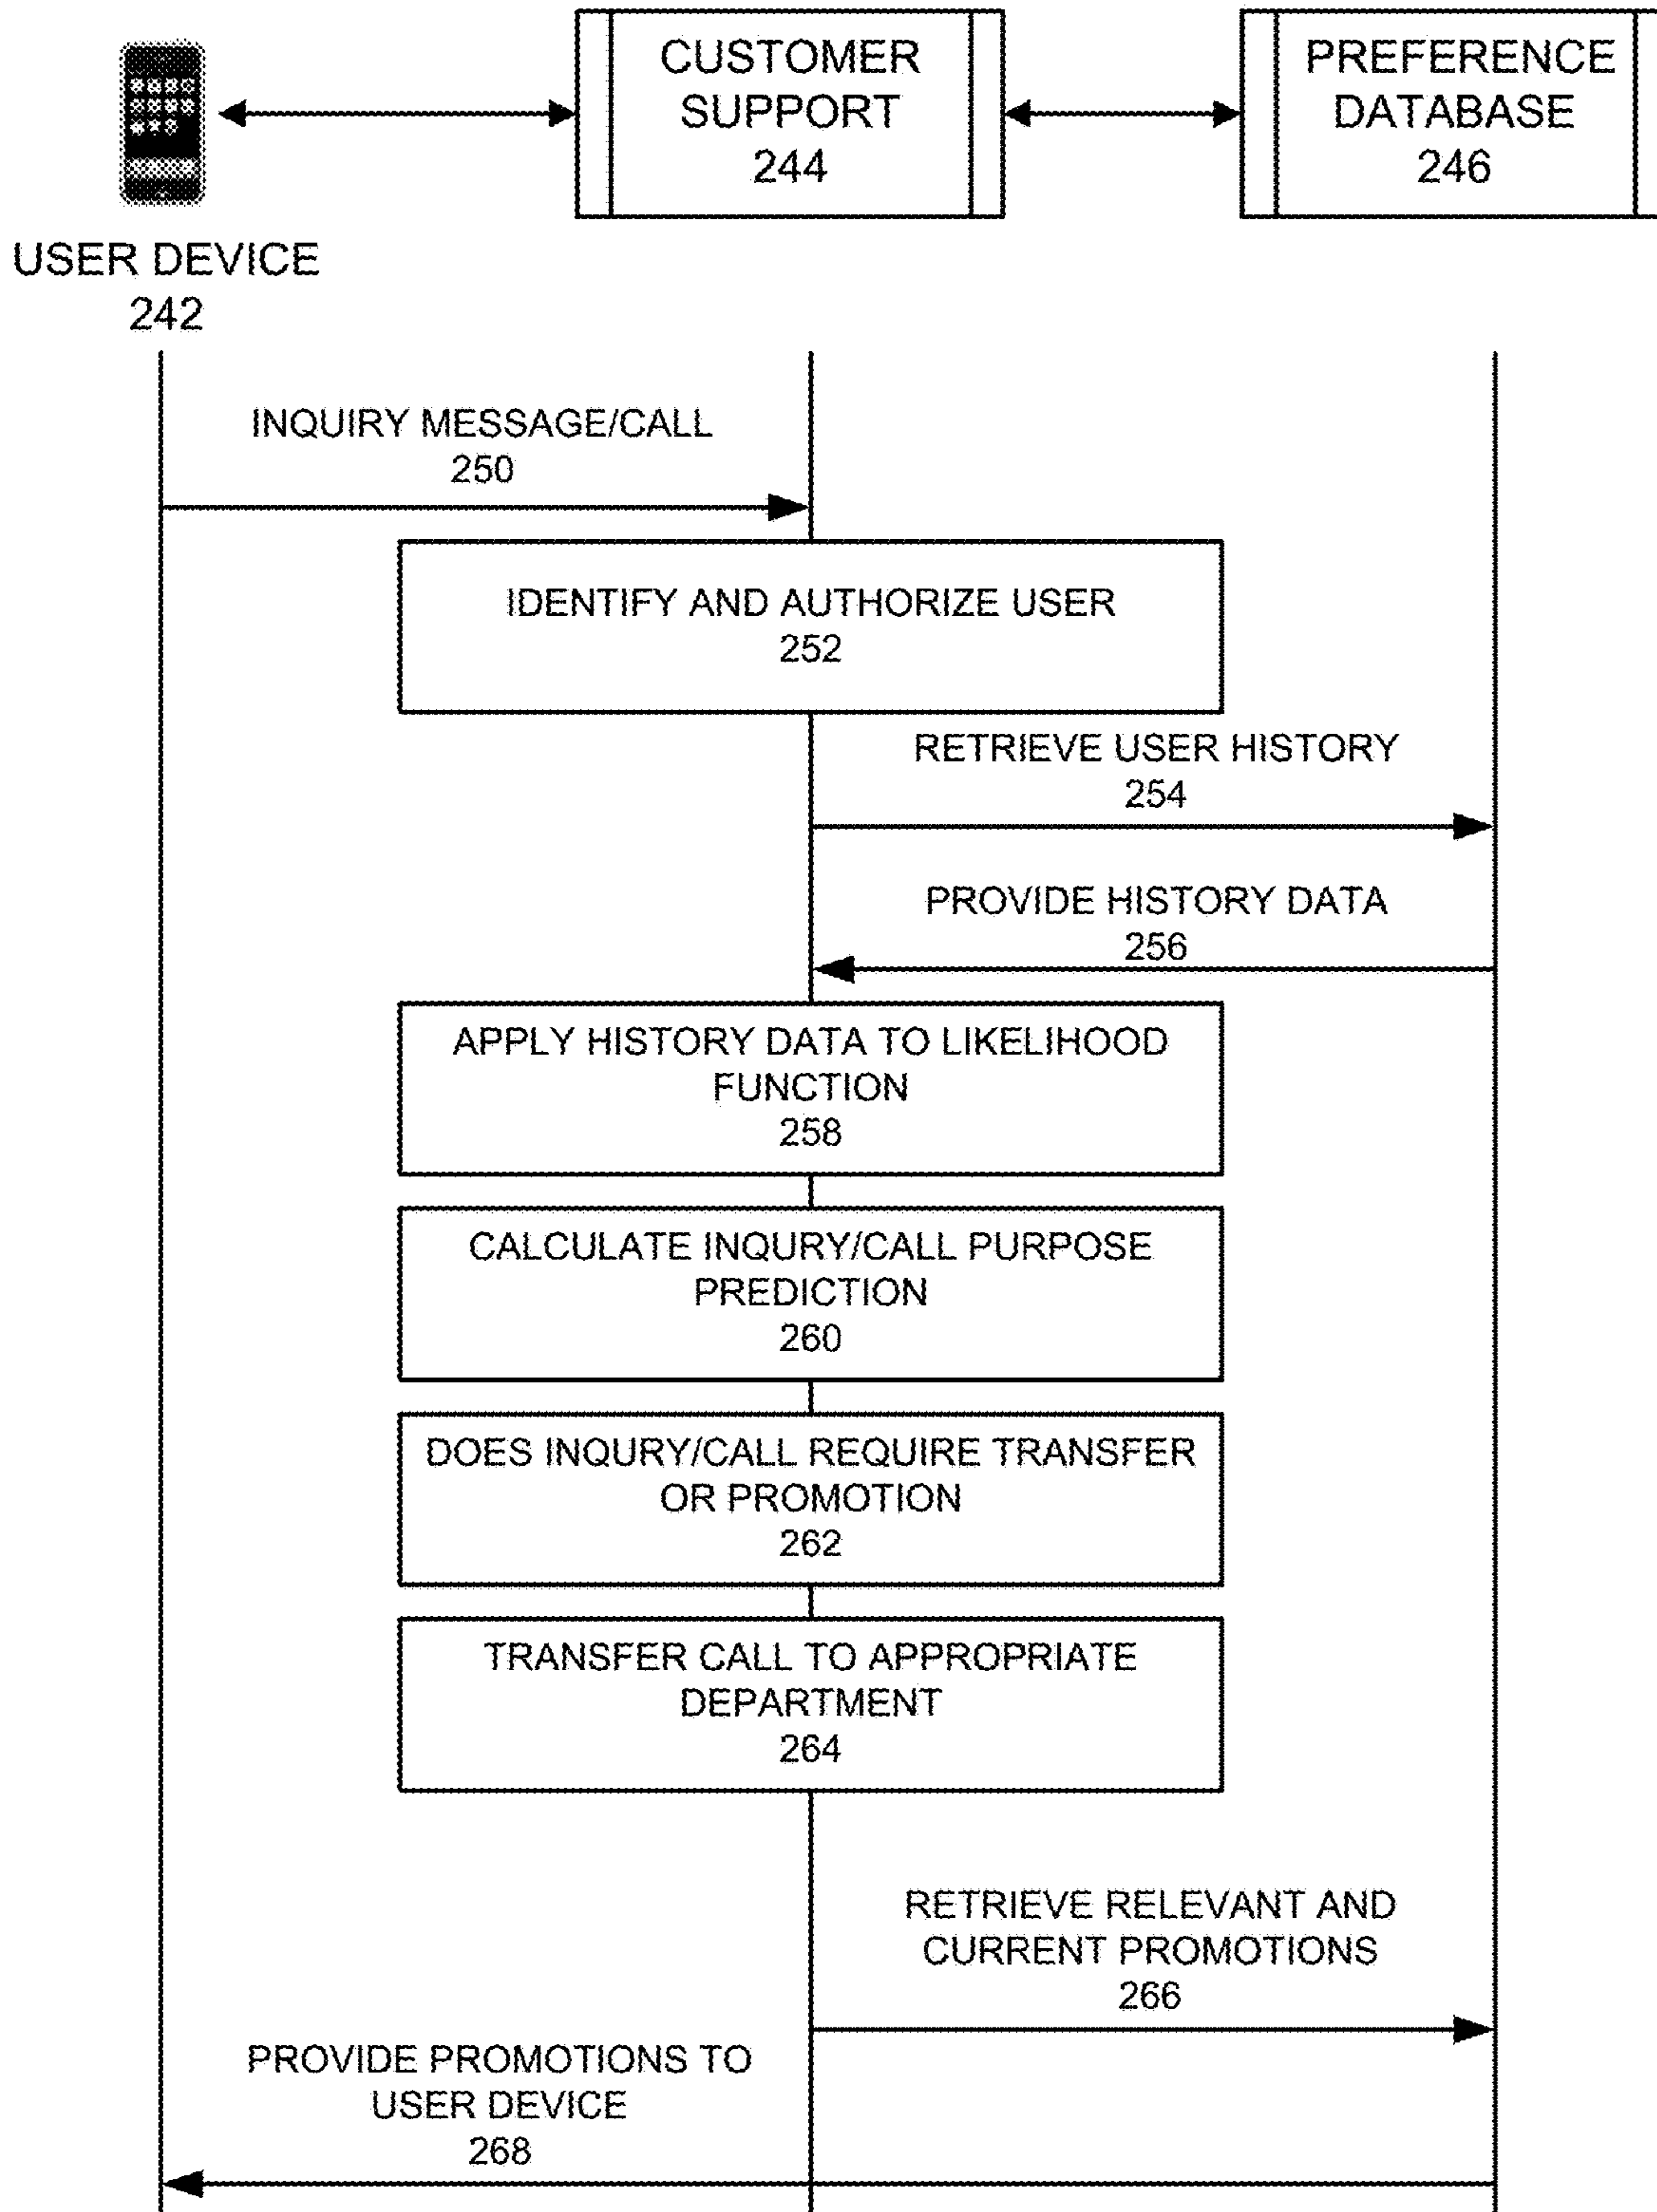 CUSTOMER
SUPPORT
244
PREFERENCE
DATABASE
246
USER DEVICE
242
INQUIRY MESSAGE/CALL
250
IDENTIFY AND AUTHORIZE USER
252
RETRIEVE USER HISTORY
254
PROVIDE HISTORY DATA
256
APPLY HISTORY DATA TO LIKELIHOOD
FUNCTION
258
CALCULATE INQURY/CALL PURPOSE
PREDICTION
260
DOES INQURY/CALL REQUIRE TRANSFER
OR PROMOTION
262
TRANSFER CALL TO APPROPRIATE
DEPARTMENT
264
RETRIEVE RELEVANT AND
CURRENT PROMOTIONS
266
PROVIDE PROMOTIONS TO
USER DEVICE
268